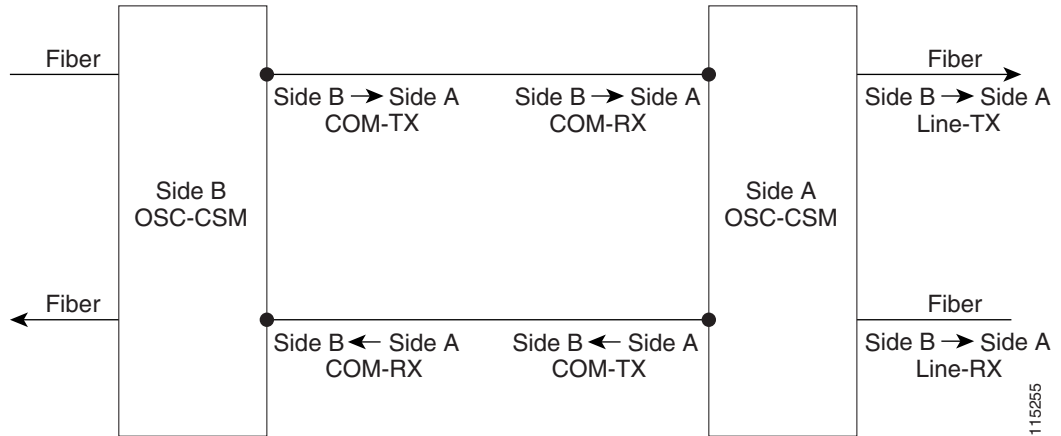 Fiber
Fiber
Side B → Side A
COM-TX
Side B → Side A
COM-RX
Side B → Side A
Line-TX
Side B
OSC-CSM
Side A
OSC-CSM
Fiber
Fiber
Side B ← Side A
COM-RX
Side B ← Side A
COM-TX
Side B → Side A
Line-RX
115255